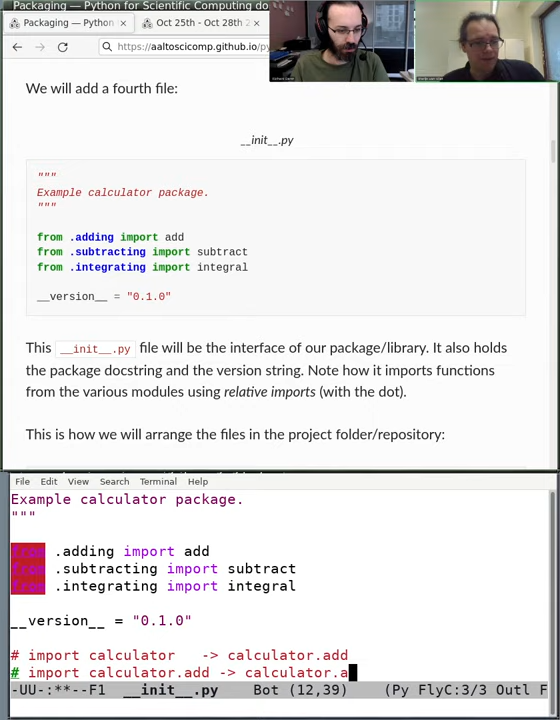 Packaging — Python for Scientific Computing do
Packaging — Python ×
Oct 25th - Oct 28th 2 ×
https://aaltoscicomp.github.io/py
We will add a fourth file:
__init__.py
"""
Example calculator package.
"""
from .adding import add
from .subtracting import subtract
from .integrating import integral
__version__ = "0.1.0"
This __init__.py file will be the interface of our package/library. It also holds
the package docstring and the version string. Note how it imports functions
from the various modules using relative imports (with the dot).
This is how we will arrange the files in the project folder/repository:
File Edit View Search Terminal Help
Example calculator package.
"""
from .adding import add
from .subtracting import subtract
from .integrating import integral
__version__ = "0.1.0"
# import calculator   -> calculator.add
# import calculator.add -> calculator.a
-UU-:**--F1  __init__.py    Bot (12,39)    (Py FlyC:3/3 Outl F